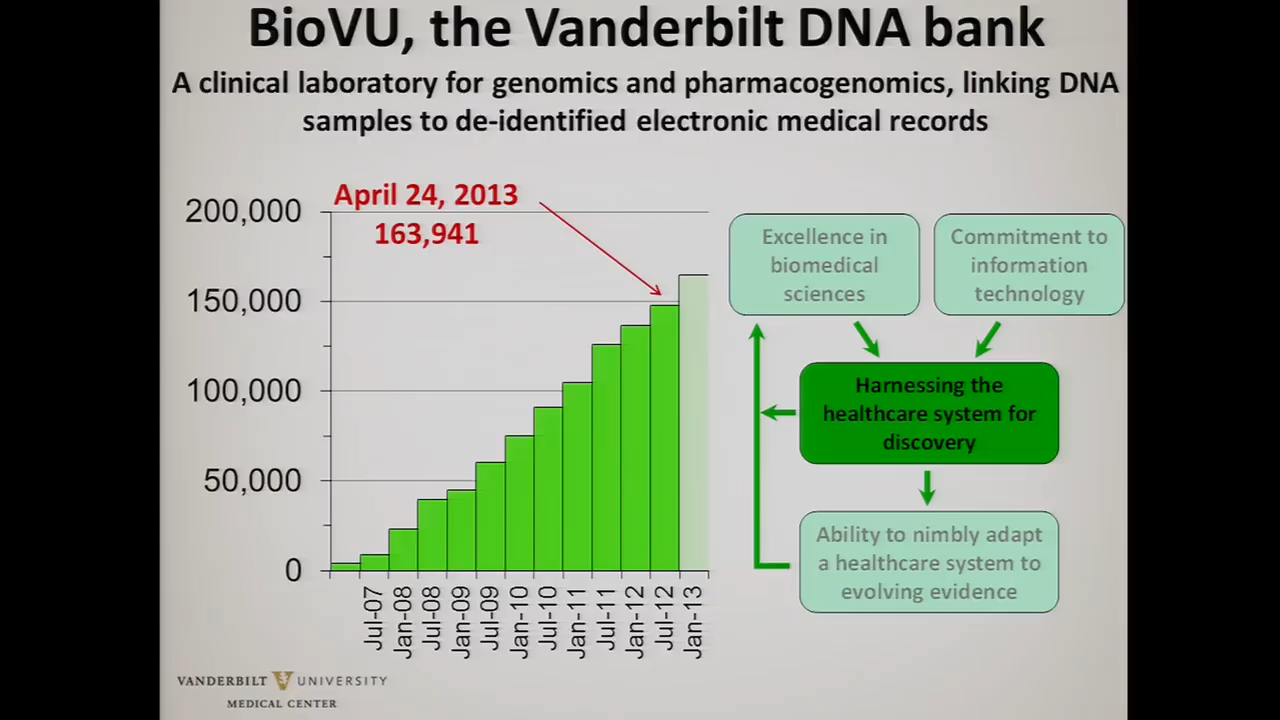 BioVU, the Vanderbilt DNA bank
A clinical laboratory for genomics and pharmacogenomics, linking DNA
samples to de-identified electronic medical records
April 24, 2013
163,941
200,000
150,000
100,000
50,000
0
Jul-07
Jan-08
Jul-08
Jan-09
Jul-09
Jan-10
Jul-10
Jan-11
Jul-11
Jan-12
Jul-12
Jan-13
Excellence in
biomedical
sciences
Commitment to
information
technology
Harnessing the
healthcare system for
discovery
Ability to nimbly adapt
a healthcare system to
evolving evidence
VANDERBILT UNIVERSITY
MEDICAL CENTER